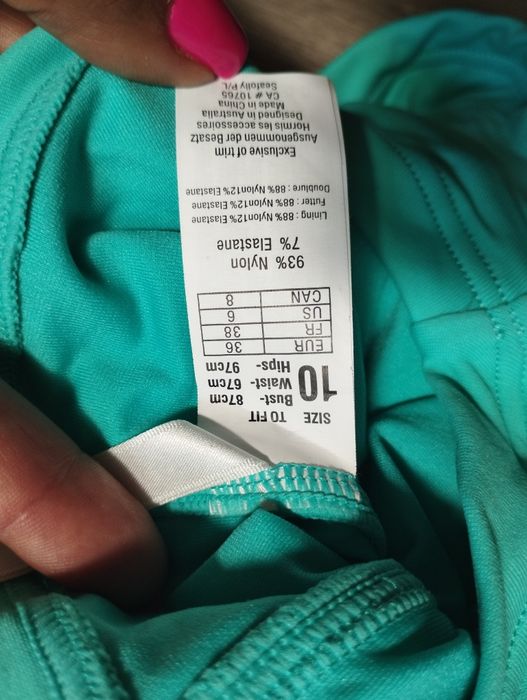 SIZE TO FIT
10 Bust- 87cm
Waist- 67cm
Hips- 97cm
EUR 36
FR 38
US 6
CAN 8
93% Nylon
7% Elastane
Lining : 88% Nylon12% Elastane
Futter : 88% Nylon12% Elastane
Doublure : 88% Nylon12% Elastane
Exclusive of trim
Ausgenommen der Besatz
Hormis les accessoires
Designed in Australia
Made in China
CA # 10765
Seafolly P/L